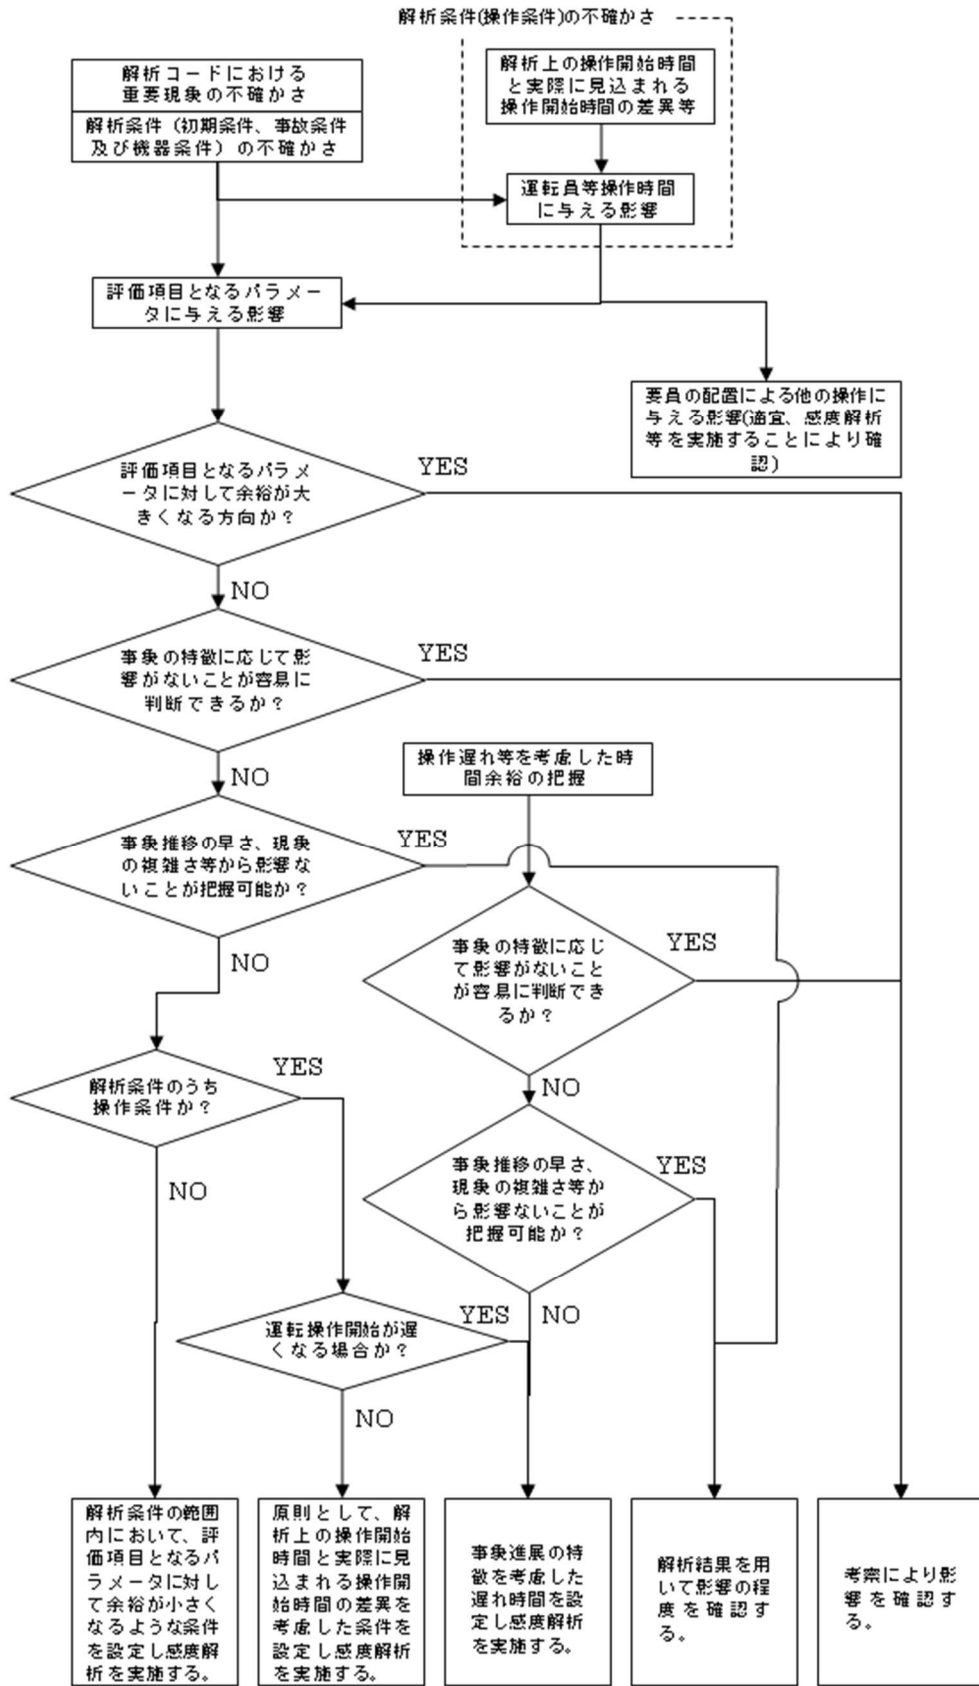 解析条件(操作条件)の不確かさ
解析コードにおける
重要現象の不確かさ
解析条件（初期条件、事故条件
及び機器条件）の不確かさ
解析上の操作開始時間
と実際に見込まれる
操作開始時間の差異等
運転員等操作時間
に与える影響
評価項目となるパラメー
タに与える影響
要員の配置による他の操作に
与える影響(適宜、感度解析
等を実施することにより確
認)
評価項目となるパラメ
ータに対して余裕が大
きくなる方向か？
YES
NO
事象の特徴に応じて影
響がないことが容易に
判断できるか？
YES
NO
操作遅れ等を考慮した時
間余裕の把握
事象推移の早さ、現象
の複雑さ等から影響な
いことが把握可能か？
YES
NO
事象の特徴に応じ
て影響がないこと
が容易に判断でき
るか？
YES
NO
解析条件のうち
操作条件か？
YES
NO
事象推移の早さ、
現象の複雑さ等か
ら影響ないことが
把握可能か？
YES
NO
運転操作開始が遅
くなる場合か？
YES
NO
解析条件の範囲
内において、評
価項目となるパ
ラメータに対し
て余裕が小さく
なるような条件
を設定し感度解
析を実施する。
原則として、解
析上の操作開始
時間と実際に見
込まれる操作開
始時間の差異を
考慮した条件を
設定し感度解析
を実施する。
事象進展の特
徴を考慮した
遅れ時間を設
定し感度解析
を実施する。
解析結果を用
いて影響の程
度を確認す
る。
考察により影
響を確認す
る。